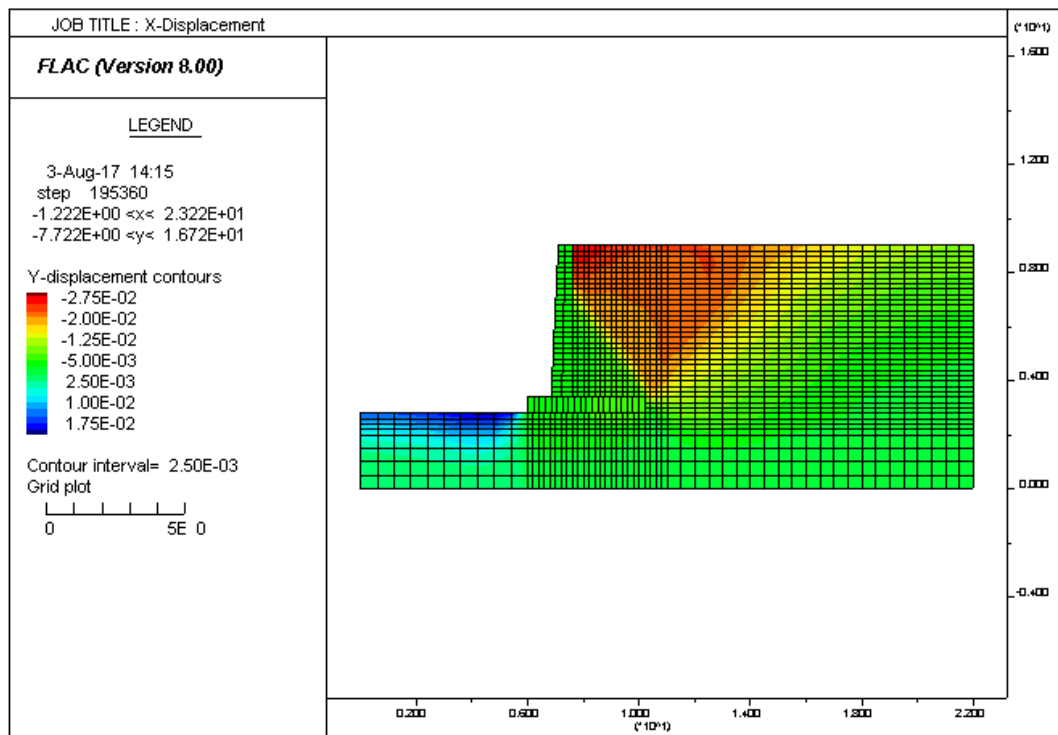 JOB TITLE : X-Displacement
FLAC (Version 8.00)
LEGEND
3-Aug-17 14:15
step 195360
-1.222E+00 <x< 2.322E+01
-7.722E+00 <y< 1.672E+01
Y-displacement contours
-2.75E-02
-2.00E-02
-1.25E-02
-5.00E-03
2.50E-03
1.00E-02
1.75E-02
Contour interval= 2.50E-03
Grid plot
0 5E 0
(*10^1)
1.600
1.200
0.800
0.400
0.000
-0.400
0.200 0.600 1.000 1.400 1.800 2.200
(*10^1)